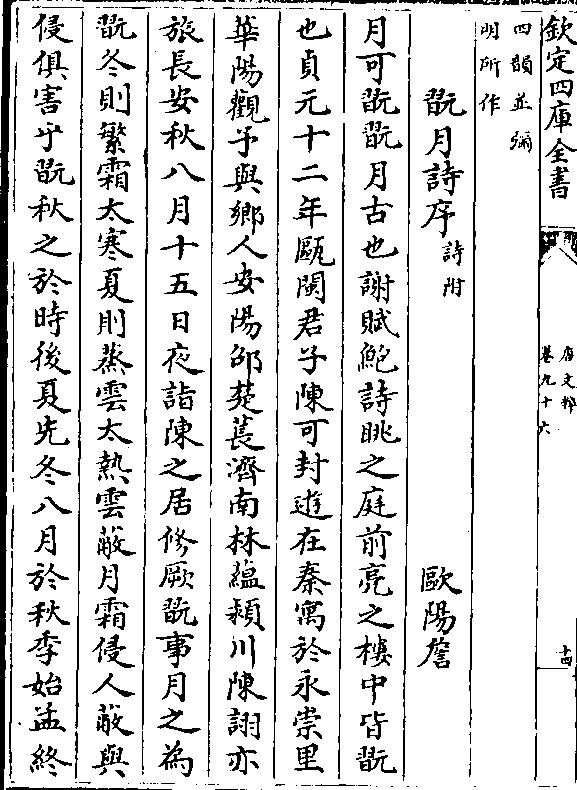 欽定四庫全書
唐文粹
卷九十六
十四
四韻並彌
明所作
翫月詩序詩附
歐陽詹
月可翫翫月古也謝賦鮑詩眺之庭前亮之樓中皆翫
也貞元十二年甌閩君子陳可封遊在秦寓於永崇里
華陽觀予與鄉人安陽邵楚萇濟南林蘊潁川陳詡亦
旅長安秋八月十五日夜詣陳之居修厥翫事月之為
翫冬則繁霜太寒夏則蒸雲太熱雲蔽月霜侵人蔽與
侵俱害乎翫秋之於時後夏先冬八月於秋季始孟終